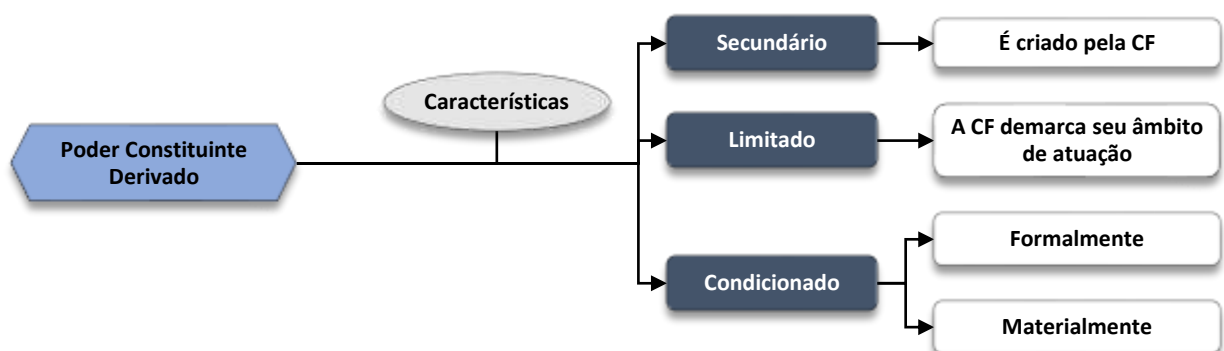 Poder Constituinte
Derivado
Características
Secundário
É criado pela CF
Limitado
A CF demarca seu âmbito
de atuação
Condicionado
Formalmente
Materialmente